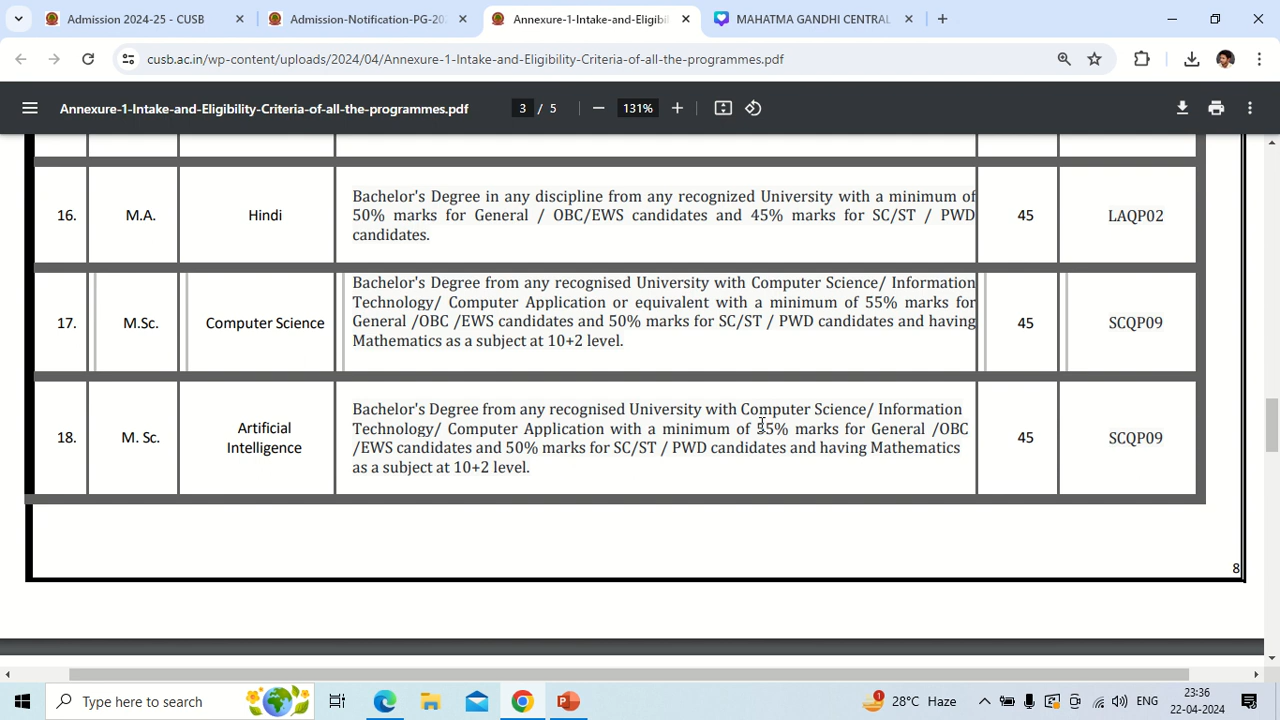 Admission 2024-25 - CUSB
Admission-Notification-PG-20
Annexure-1-Intake-and-Eligibil
MAHATMA GANDHI CENTRAL
cusb.ac.in/wp-content/uploads/2024/04/Annexure-1-Intake-and-Eligibility-Criteria-of-all-the-programmes.pdf
Annexure-1-Intake-and-Eligibility-Criteria-of-all-the-programmes.pdf
3 / 5
131%
16.
M.A.
Hindi
Bachelor's Degree in any discipline from any recognized University with a minimum of
50% marks for General / OBC/EWS candidates and 45% marks for SC/ST / PWD
candidates.
45
LAQP02
17.
M.Sc.
Computer Science
Bachelor's Degree from any recognised University with Computer Science/ Information
Technology/ Computer Application or equivalent with a minimum of 55% marks for
General /OBC /EWS candidates and 50% marks for SC/ST / PWD candidates and having
Mathematics as a subject at 10+2 level.
45
SCQP09
18.
M. Sc.
Artificial
Intelligence
Bachelor's Degree from any recognised University with Computer Science/ Information
Technology/ Computer Application with a minimum of 55% marks for General /OBC
/EWS candidates and 50% marks for SC/ST / PWD candidates and having Mathematics
as a subject at 10+2 level.
45
SCQP09
8
Type here to search
1
28°C Haze
ENG
23:36
22-04-2024